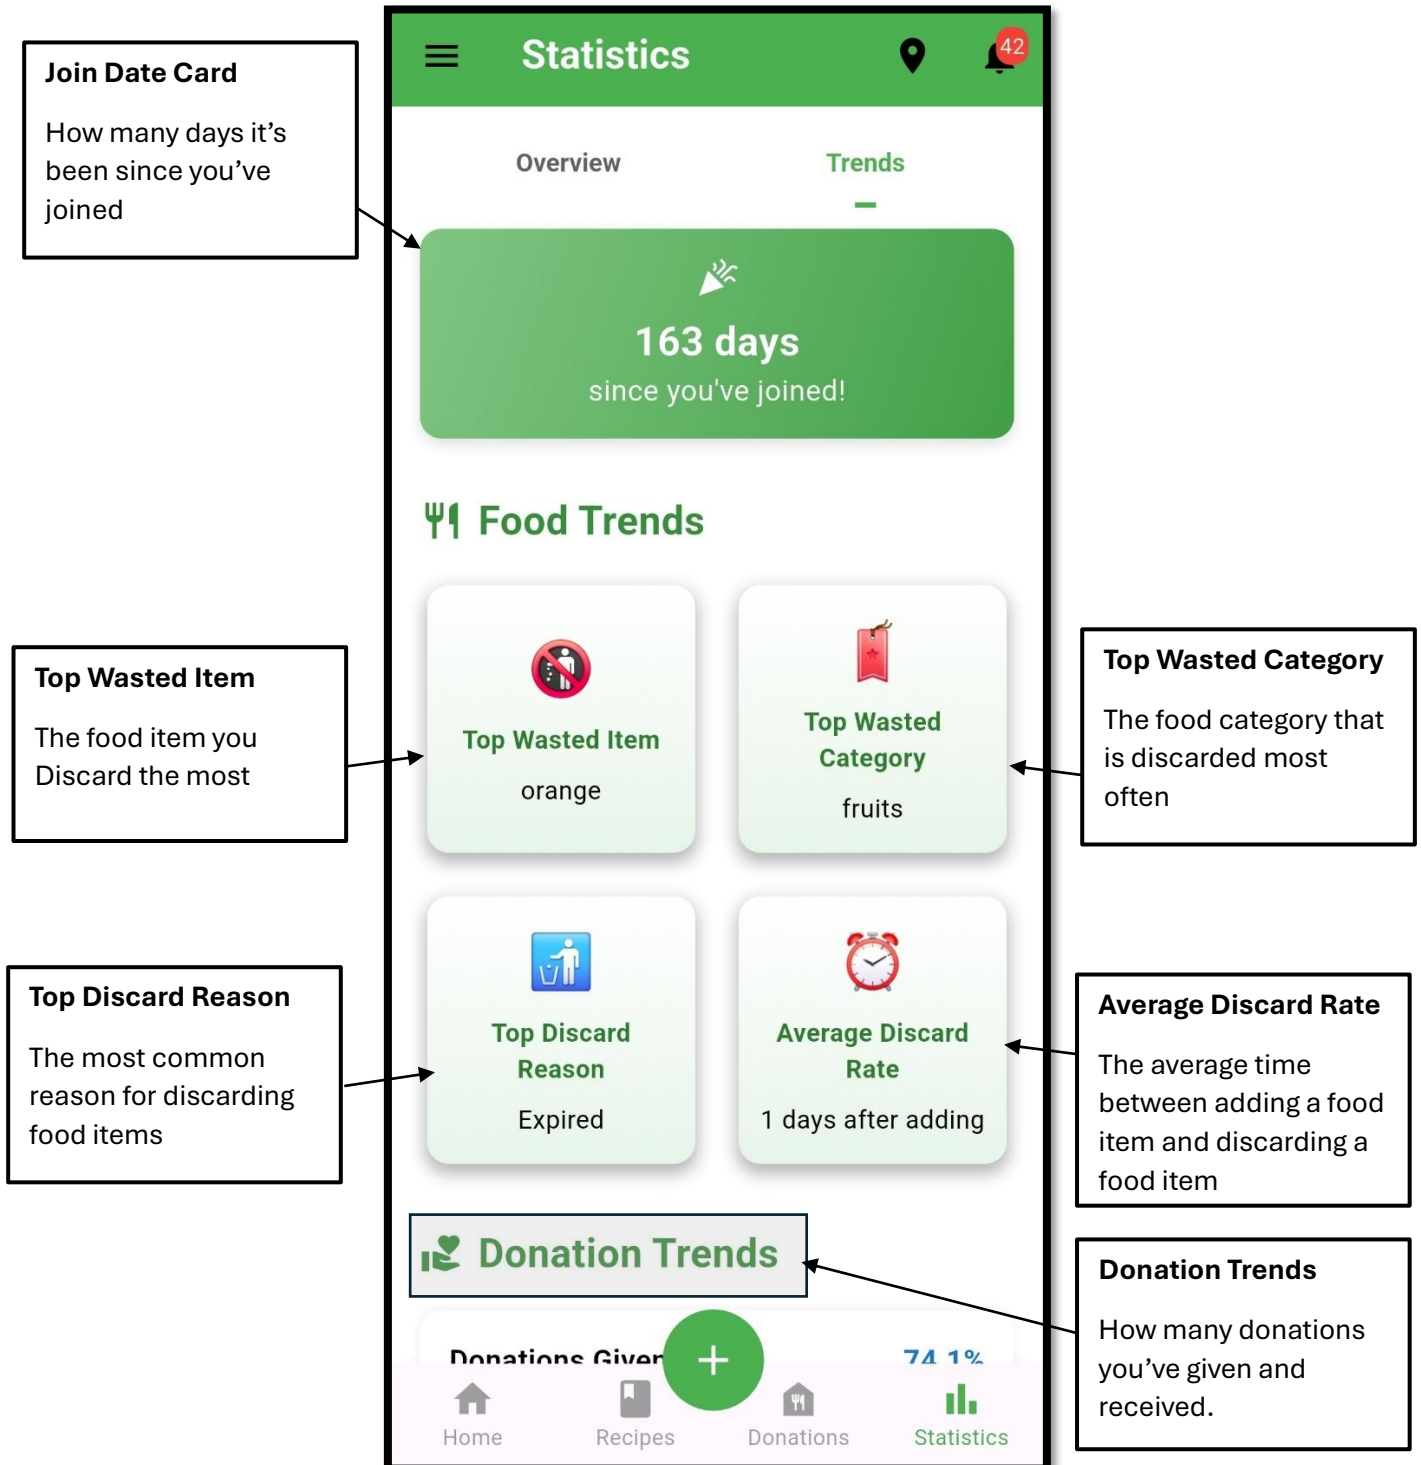 Join Date Card
How many days it’s
been since you’ve
joined
Statistics
42
Overview
Trends
163 days
since you've joined!
Food Trends
Top Wasted Item
The food item you
Discard the most
Top Wasted Item
orange
Top Wasted
Category
fruits
Top Wasted Category
The food category that
is discarded most
often
Top Discard Reason
The most common
reason for discarding
food items
Top Discard
Reason
Expired
Average Discard
Rate
1 days after adding
Average Discard Rate
The average time
between adding a food
item and discarding a
food item
Donation Trends
Donation Trends
How many donations
you’ve given and
received.
Donations Given
74.1%
+
Home
Recipes
Donations
Statistics